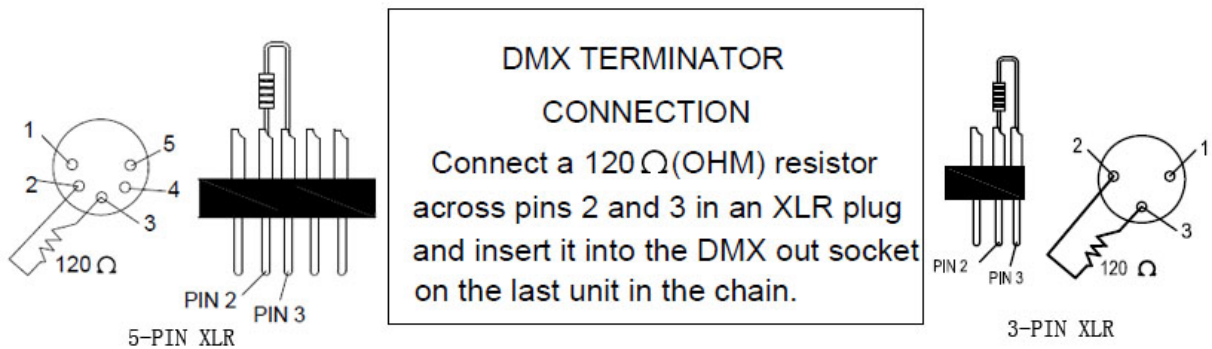 1
5
2
4
3
120 Ω
PIN 2
PIN 3
5-PIN XLR
DMX TERMINATOR
CONNECTION
Connect a 120 Ω (OHM) resistor
across pins 2 and 3 in an XLR plug
and insert it into the DMX out socket
on the last unit in the chain.
PIN 2
PIN 3
2
1
3
120 Ω
3-PIN XLR